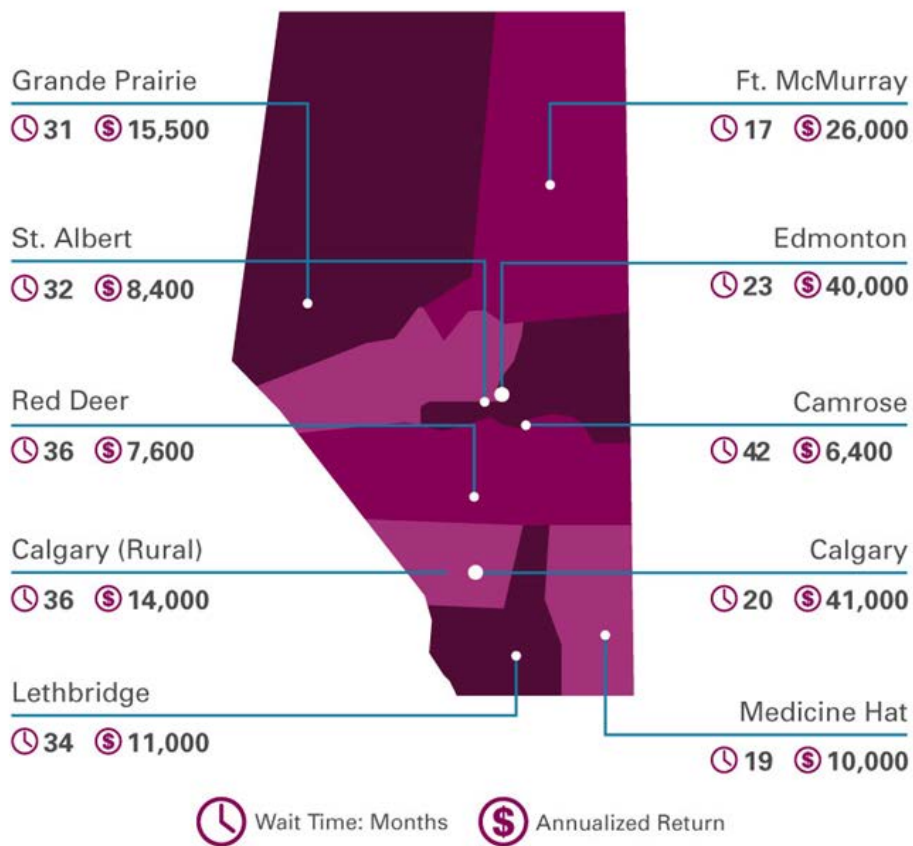 Grande Prairie
31 $ 15,500
Ft. McMurray
17 $ 26,000
St. Albert
32 $ 8,400
Edmonton
23 $ 40,000
Red Deer
36 $ 7,600
Camrose
42 $ 6,400
Calgary (Rural)
36 $ 14,000
Calgary
20 $ 41,000
Lethbridge
34 $ 11,000
Medicine Hat
19 $ 10,000
Wait Time: Months $ Annualized Return